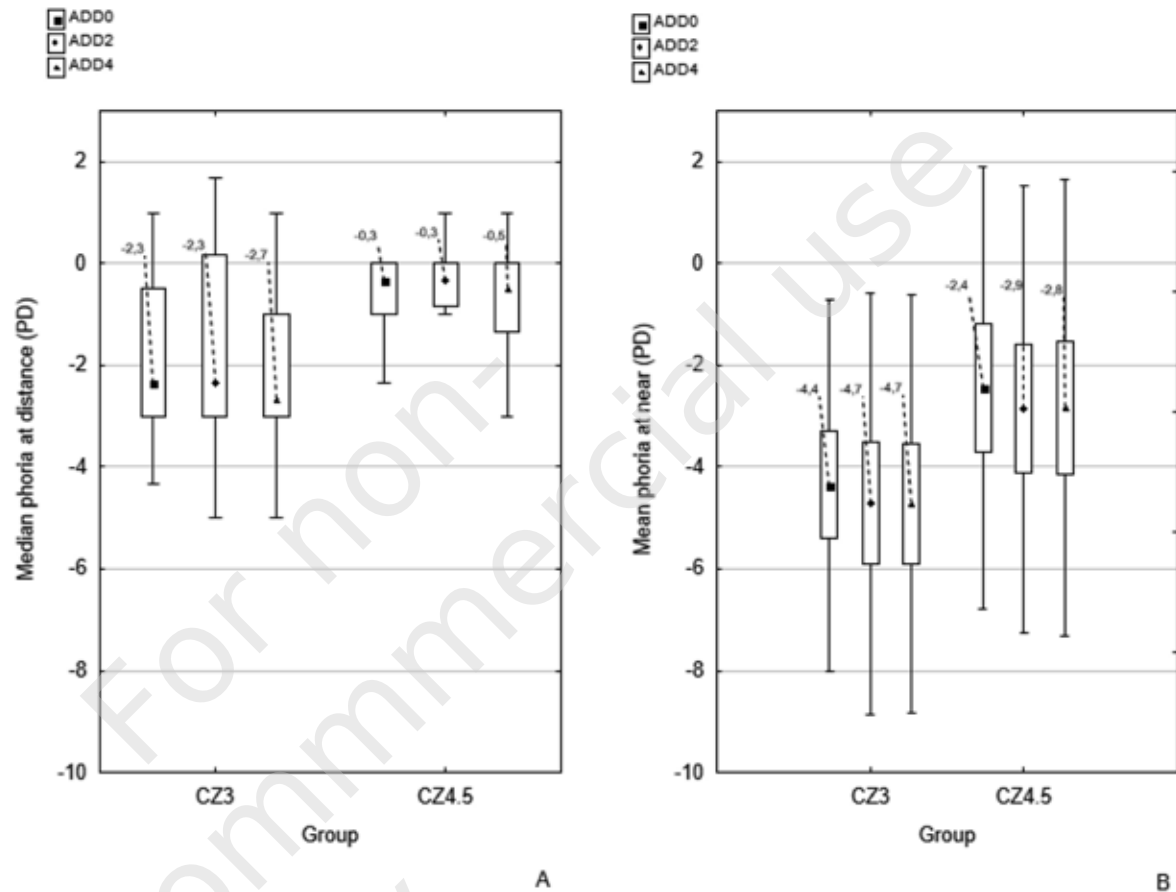 ADD0
ADD2
ADD4
Median phoria at distance (PD)
2
0
-2
-4
-6
-8
-10
-2,3
-2,3
-2,7
-0,3
-0,3
-0,5
CZ3
CZ4.5
Group
A
ADD0
ADD2
ADD4
Mean phoria at near (PD)
2
0
-2
-4
-6
-8
-10
-4,4
-4,7
-4,7
-2,4
-2,9
-2,8
CZ3
CZ4.5
Group
B
For non-
ommmercial use